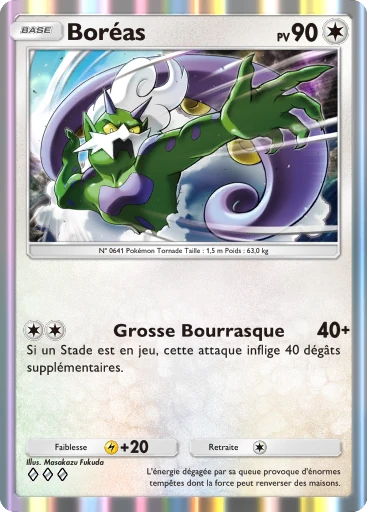 BASE
Boréas
PV 90
N° 0641 Pokémon Tornade Taille : 1,5 m Poids : 63,0 kg
Grosse Bourrasque 40+
Si un Stade est en jeu, cette attaque inflige 40 dégâts
supplémentaires.
Faiblesse +20
Retraite
Illus. Masakazu Fukuda
L'énergie dégagée par sa queue provoque d'énormes
tempêtes dont la force peut renverser des maisons.